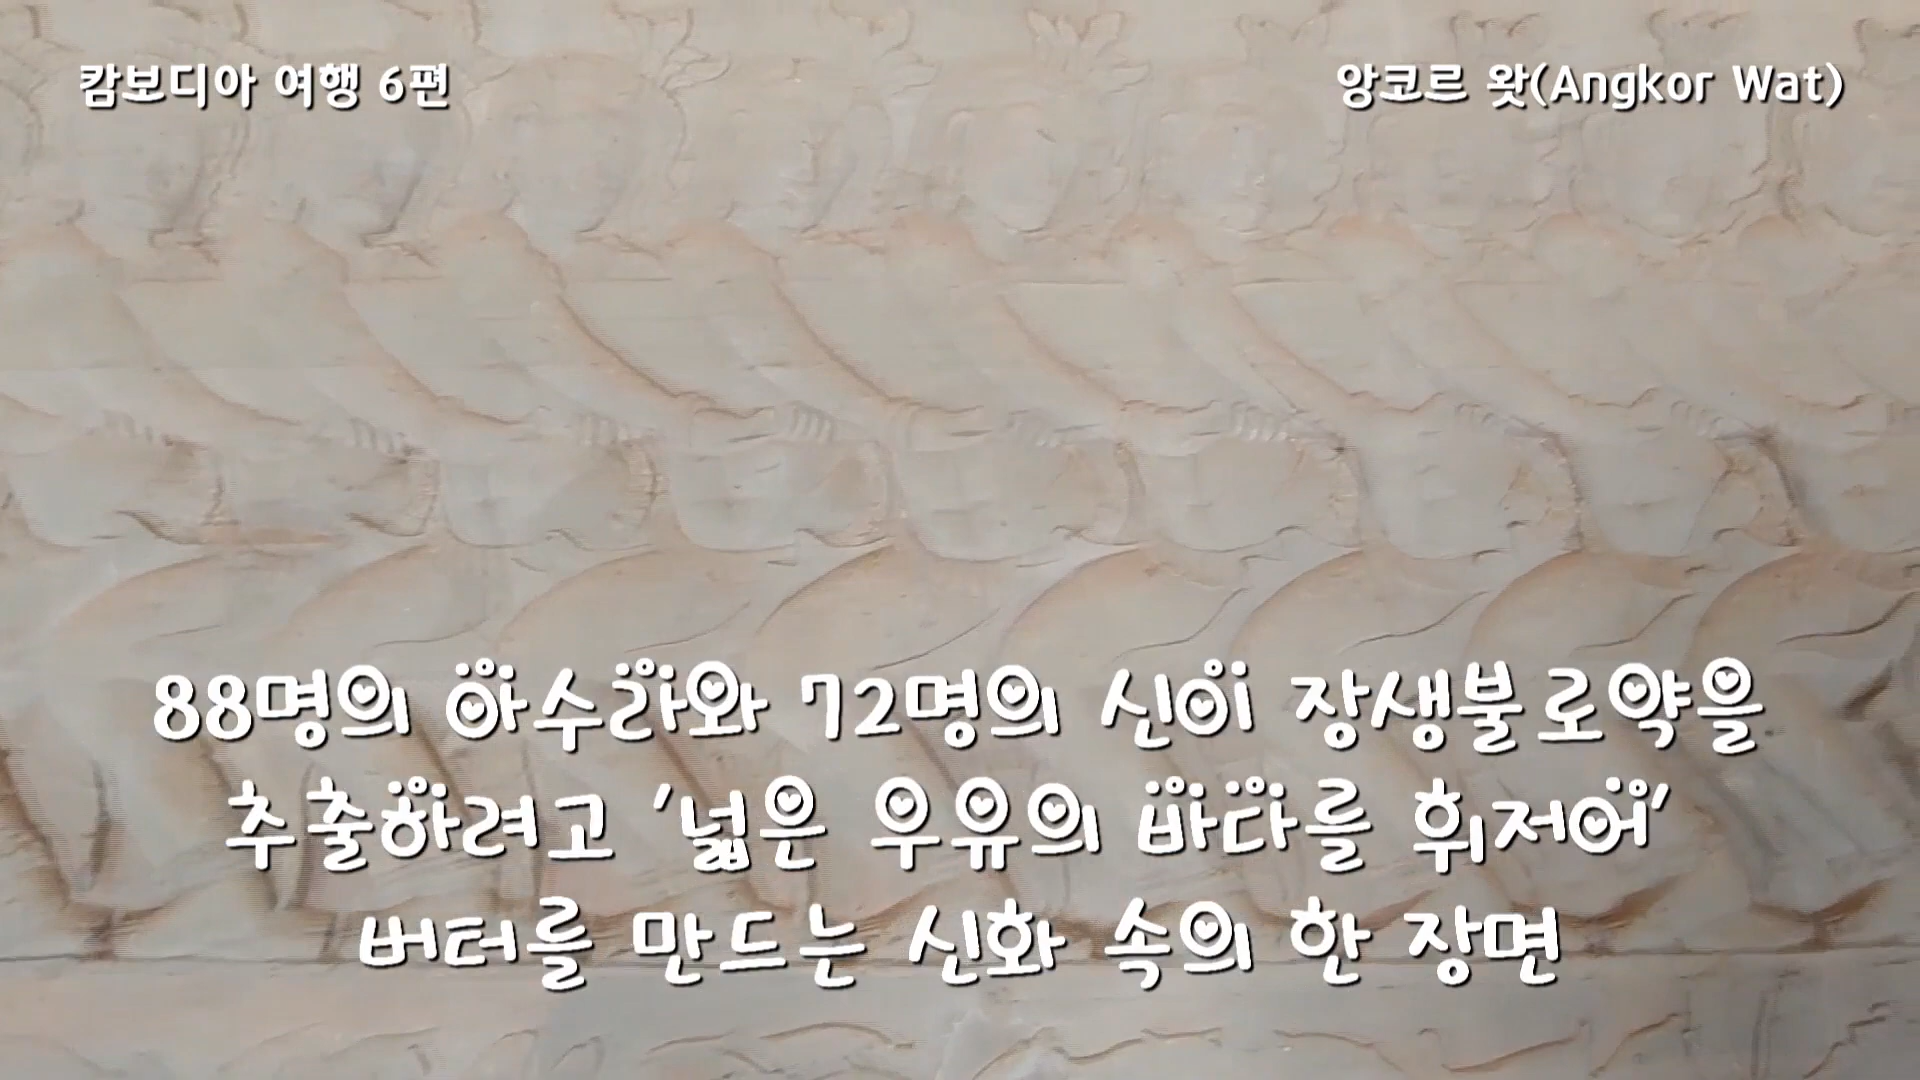 캄보디아 여행 6편
앙코르 왓(Angkor Wat)
88명의 아수라와 72명의 신이 장생불로약을
추출하려고 '넓은 우유의 바다를 휘저어'
버터를 만드는 신화 속의 한 장면